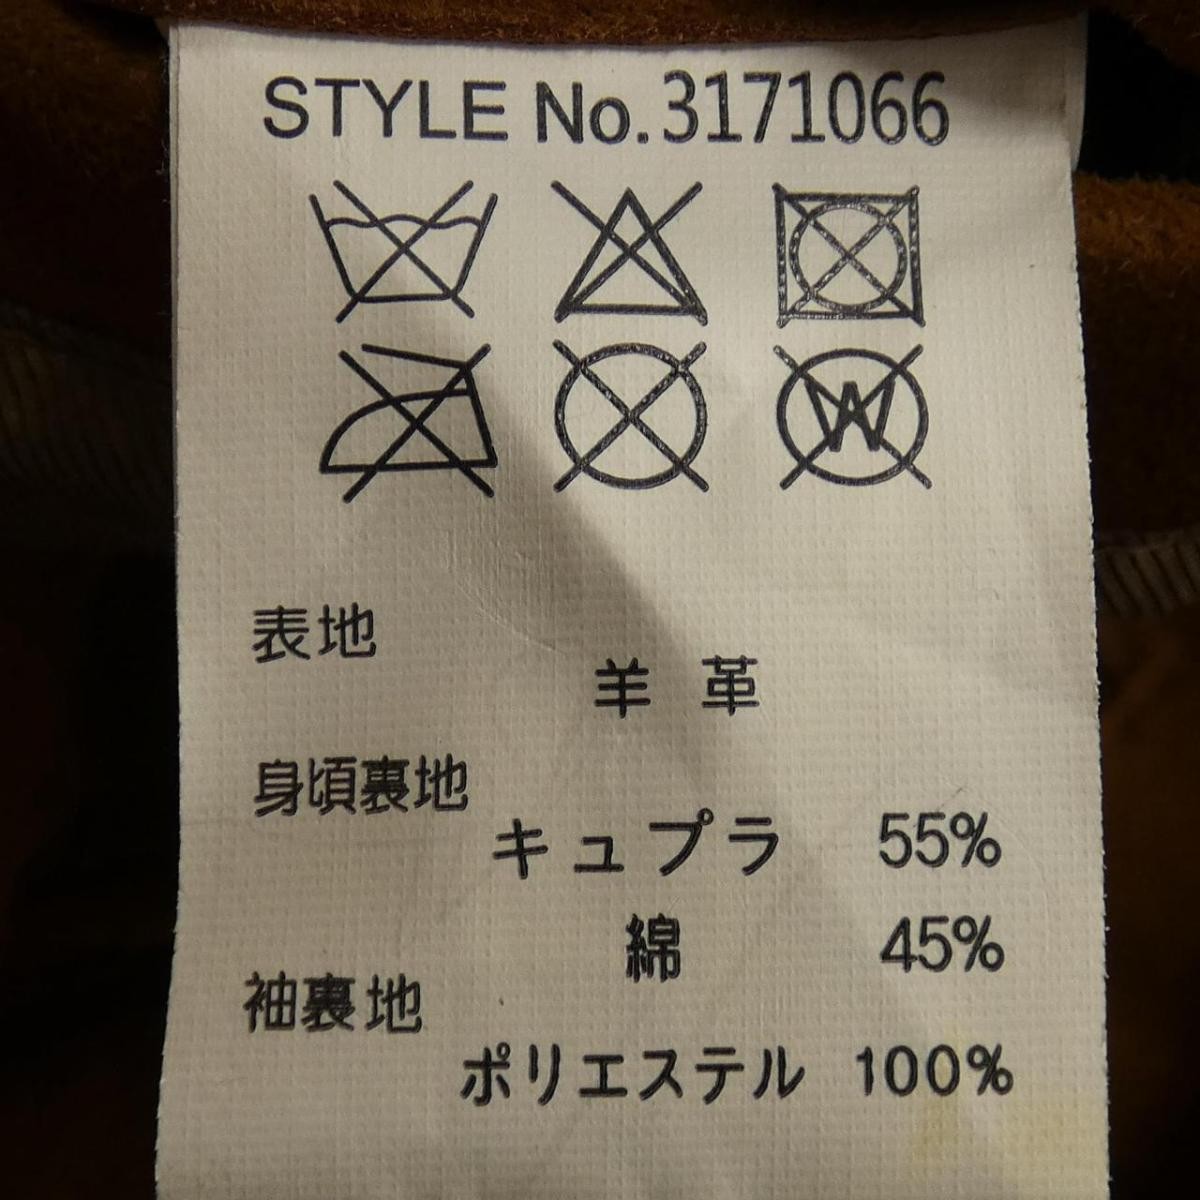 STYLE No.3171066
W
表地
羊 革
身頃裏地
キュプラ 55%
綿 45%
袖裏地
ポリエステル 100%